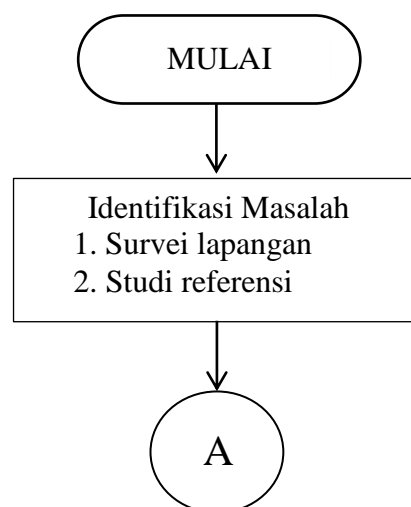 MULAI
Identifikasi Masalah
1. Survei lapangan
2. Studi referensi
A